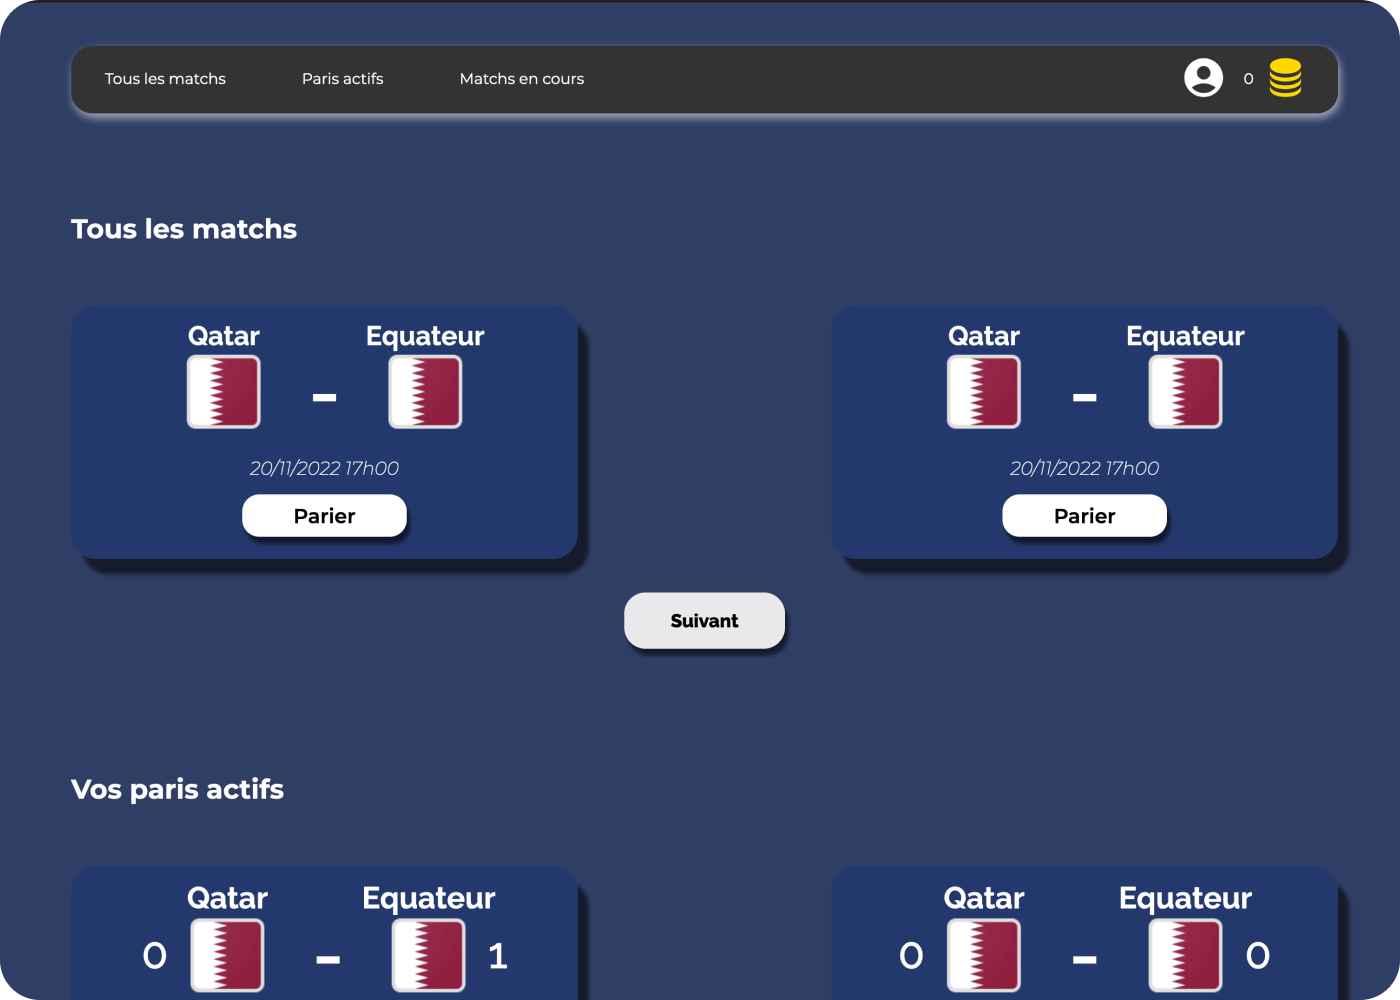 Tous les matchs Paris actifs Matchs en cours 0
Tous les matchs
Qatar Equateur Qatar Equateur
- -
20/11/2022 17h00 20/11/2022 17h00
Parier Parier
Suivant
Vos paris actifs
Qatar Equateur Qatar Equateur
0 - 1 0 - 0